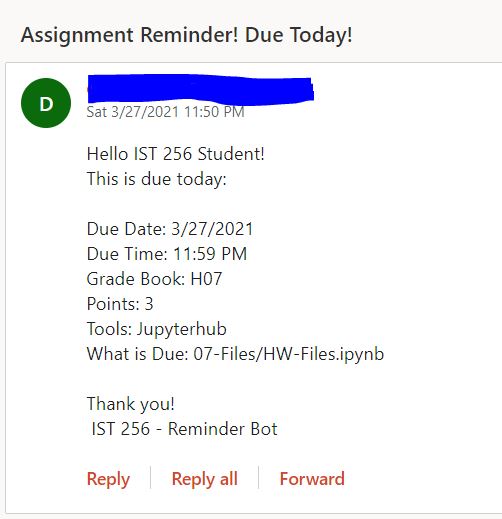 Assignment Reminder! Due Today!
D
Sat 3/27/2021 11:50 PM
Hello IST 256 Student!
This is due today:
Due Date: 3/27/2021
Due Time: 11:59 PM
Grade Book: H07
Points: 3
Tools: Jupyterhub
What is Due: 07-Files/HW-Files.ipynb
Thank you!
IST 256 - Reminder Bot
Reply
Reply all
Forward